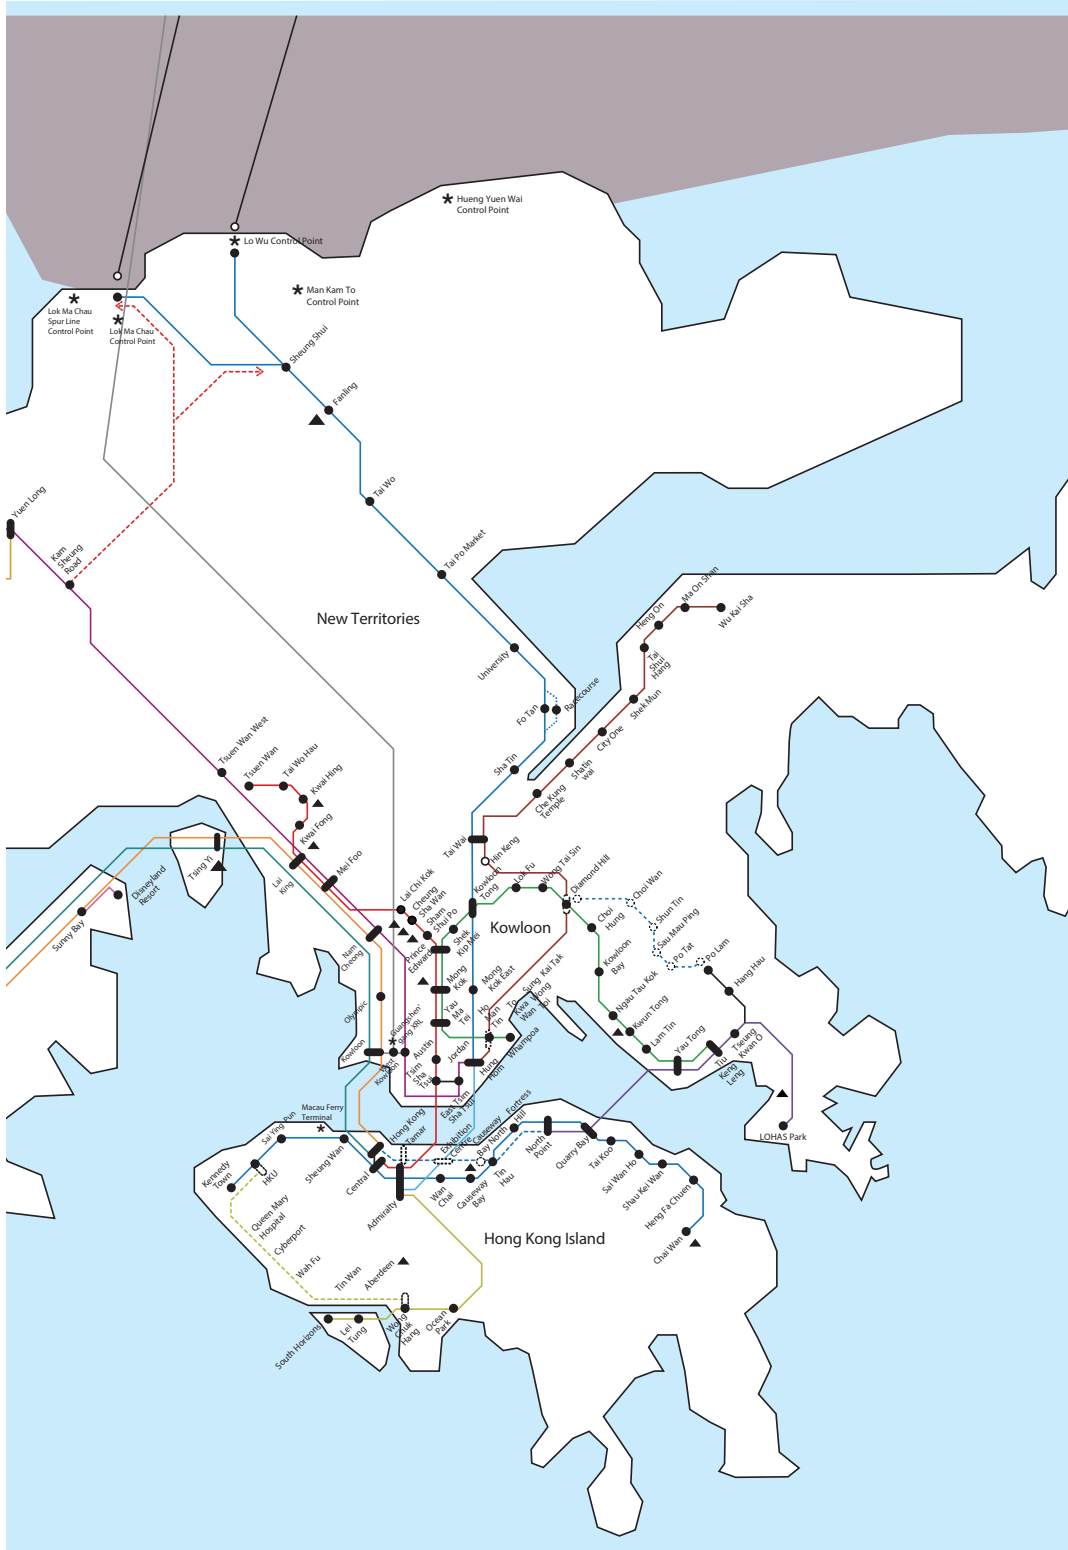 Hueng Yuen Wai
Control Point
Lo Wu Control Point
Man Kam To
Control Point
Lok Ma Chau
Spur Line
Control Point
Lok Ma Chau
Control Point
Sheung Shui
Fanling
Tai Wo
Yuen Long
Kam
Sheung
Road
Tai Po Market
New Territories
Ma On Shan
Wu Kai Sha
Heng On
Tai
Shui
Hang
University
Shek Mun
Fo Tan
Racecourse
City One
Shatin
wai
Sha Tin
Che Kung
Temple
Tsuen Wan West
Tsuen Wan
Tai Wo Hau
Kwai Hing
Kwai Fong
Tai Wai
Hin Keng
Tsing Yi
Lai
King
Mei Foo
Disneyland
Resort
Sunny Bay
Lai Chi Kok
Cheung
Sha Wan
Sham
Shui Po
Shek
Kip Mei
Kowloon
Tong
Lok Fu
Wong Tai Sin
Diamond Hill
Choi Wan
Shun Tin
Sau Mau Ping
Po Tat
Po Lam
Hang Hau
Choi
Hung
Kowloon
Nam
Cheong
Prince
Edward
Kowloon
Bay
Mong
Kok
Mong
Kok East
Yau
Ma
Tei
Ho
Man
Tin
To
Kwa
Wan
Sung
Wong
Toi
Kai Tak
Whampoa
Ngau Tau Kok
Kwun Tong
Lam Tin
Yau Tong
Tiu
Keng
Leng
Tseung
Kwan O
LOHAS Park
Olympic
Kowloon
West
Kowloon
Guangshen'
gang XRL
Austin
Jordan
Tsim
Sha
Tsui
East Tsim
Sha Tsui
Hung
Hom
Macau Ferry
Terminal
Sai Ying Pun
Sheung Wan
Kennedy
Town
HKU
Hong Kong
Tamar
Central
Admiralty
Exhibition
Centre
Causeway
Bay North
Fortress
Hill
Wan
Chai
Causeway
Bay
Tin
Hau
North
Point
Quarry Bay
Tai Koo
Sai Wan Ho
Shau Kei Wan
Heng Fa Chuen
Chai Wan
Queen Mary
Hospital
Cyberport
Wah Fu
Tin Wan
Aberdeen
Hong Kong Island
South Horizons
Lei
Tung
Wong
Chuk
Hang
Ocean
Park